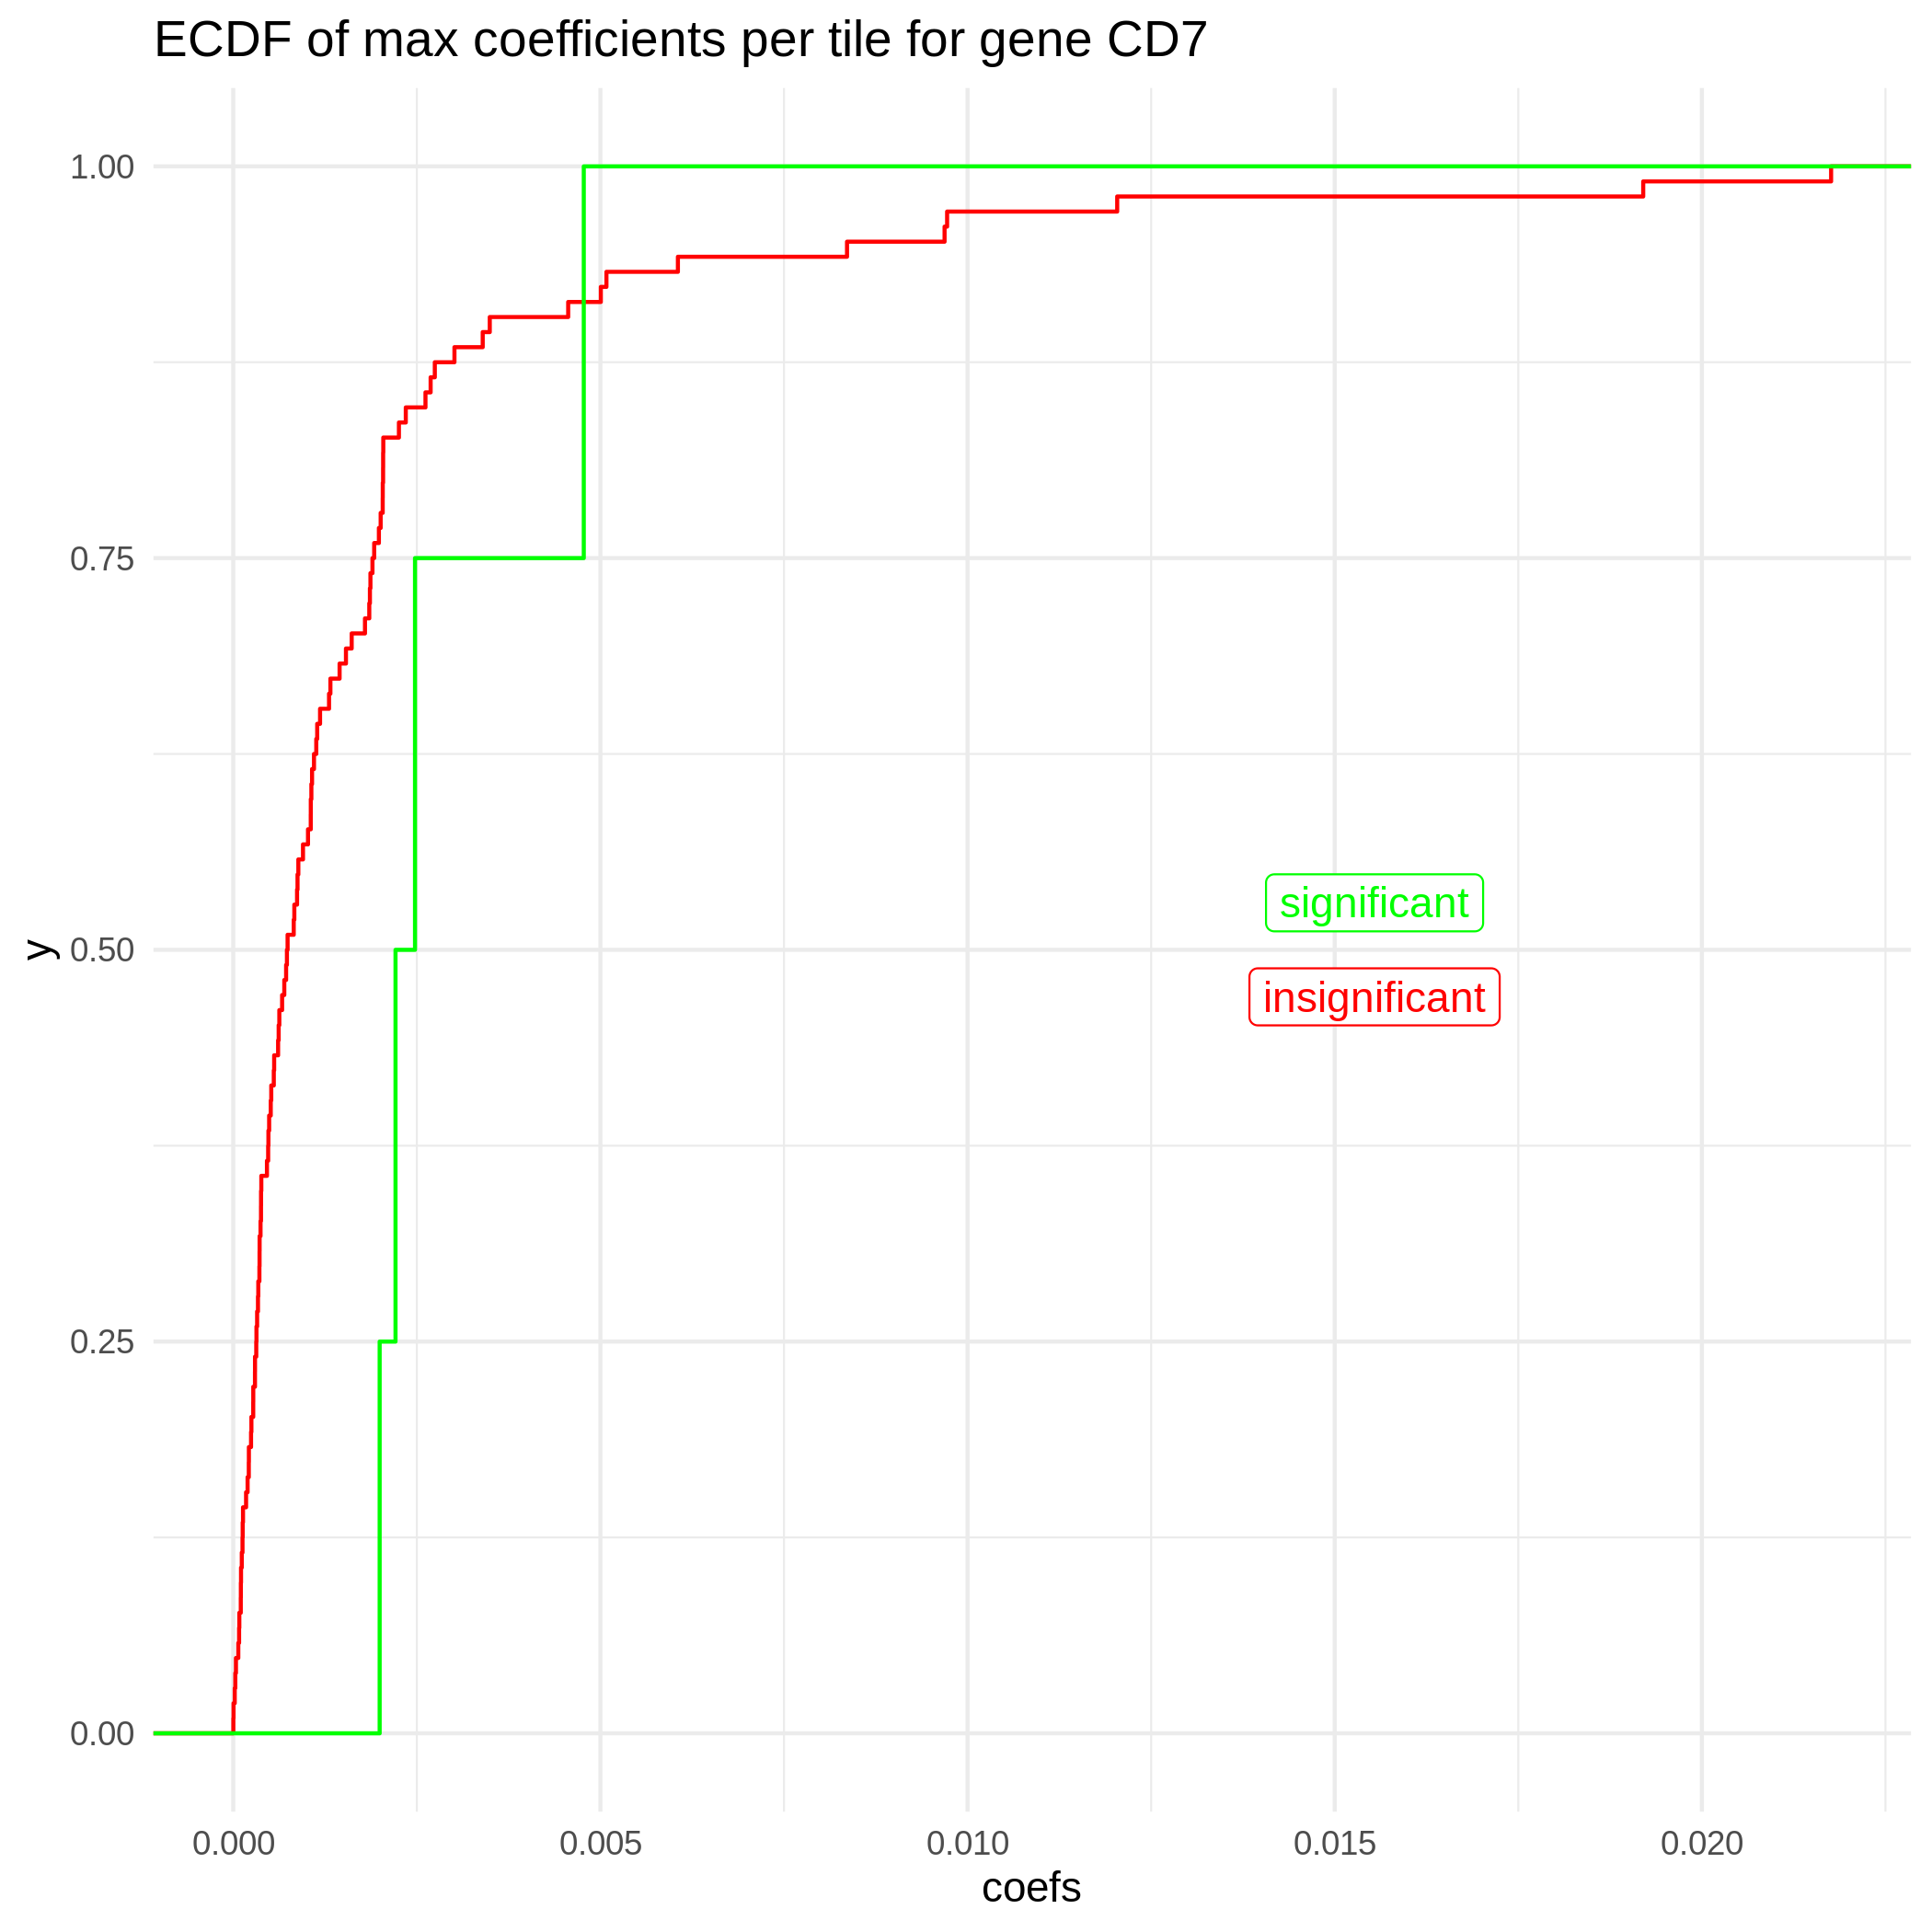 ECDF of max coefficients per tile for gene CD7
1.00
0.75
0.50
0.25
0.00
y
significant
insignificant
0.000 0.005 0.010 0.015 0.020
coefs